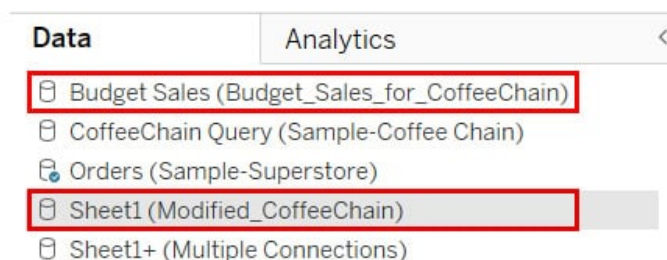 Data Analytics
Budget Sales (Budget_Sales_for_CoffeeChain)
CoffeeChain Query (Sample-Coffee Chain)
Orders (Sample-Superstore)
Sheet1 (Modified_CoffeeChain)
Sheet1+ (Multiple Connections)